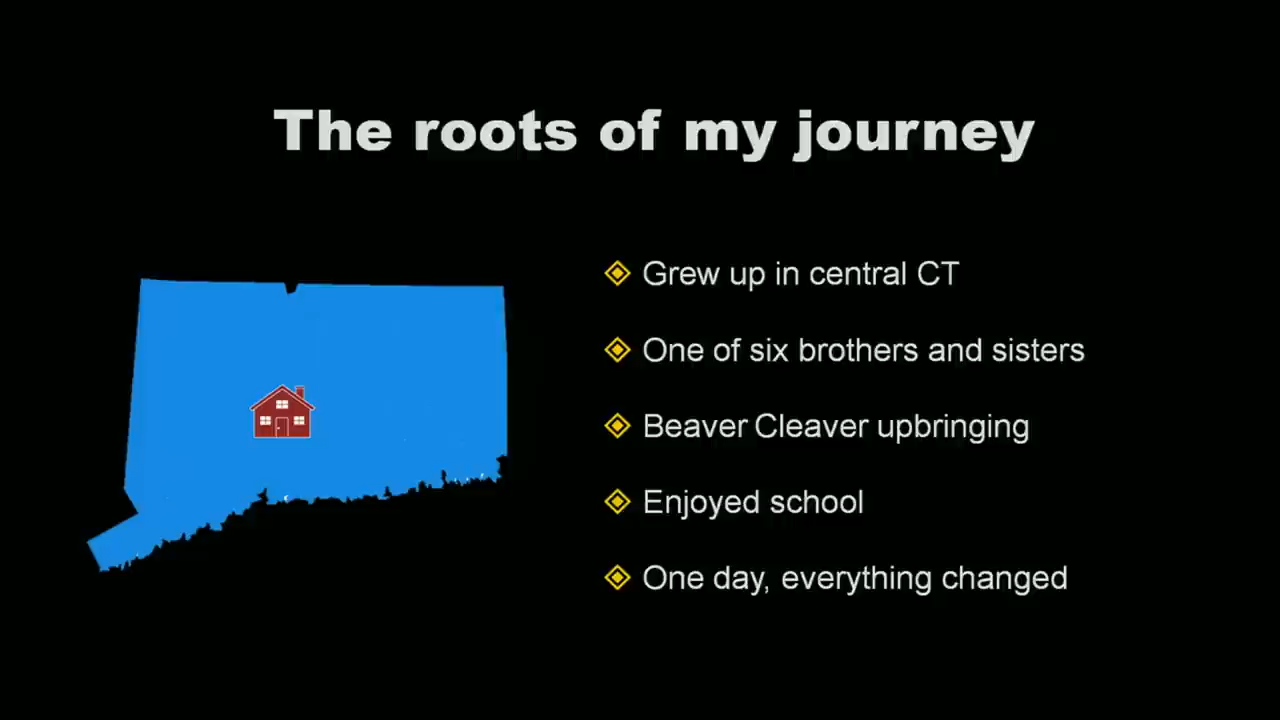 The roots of my journey
Grew up in central CT
One of six brothers and sisters
Beaver Cleaver upbringing
Enjoyed school
One day, everything changed